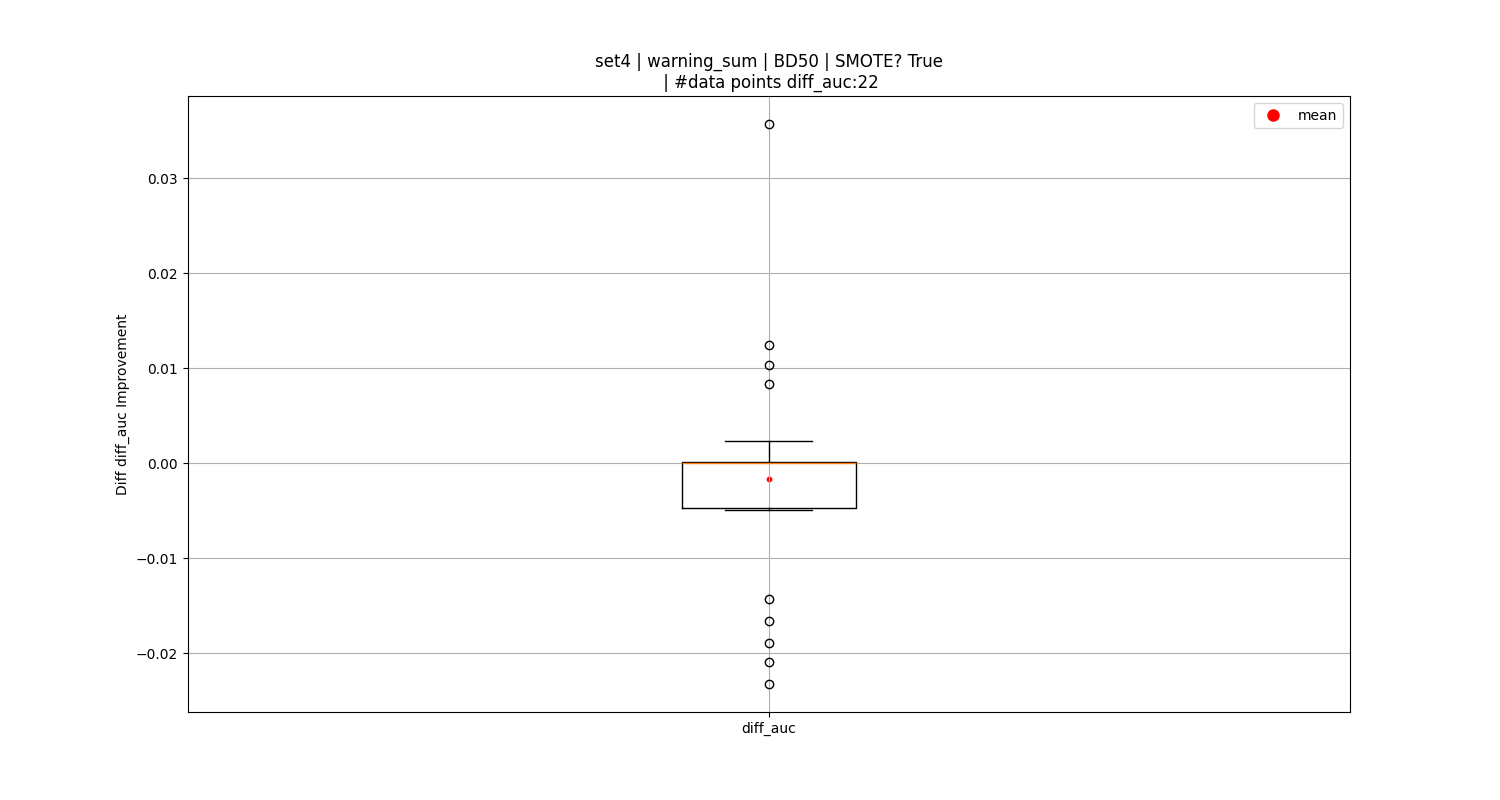 set4 | warning_sum | BD50 | SMOTE? True
| #data points diff_auc:22
mean
0.03
0.02
0.01
0.00
−0.01
−0.02
Diff diff_auc Improvement
diff_auc